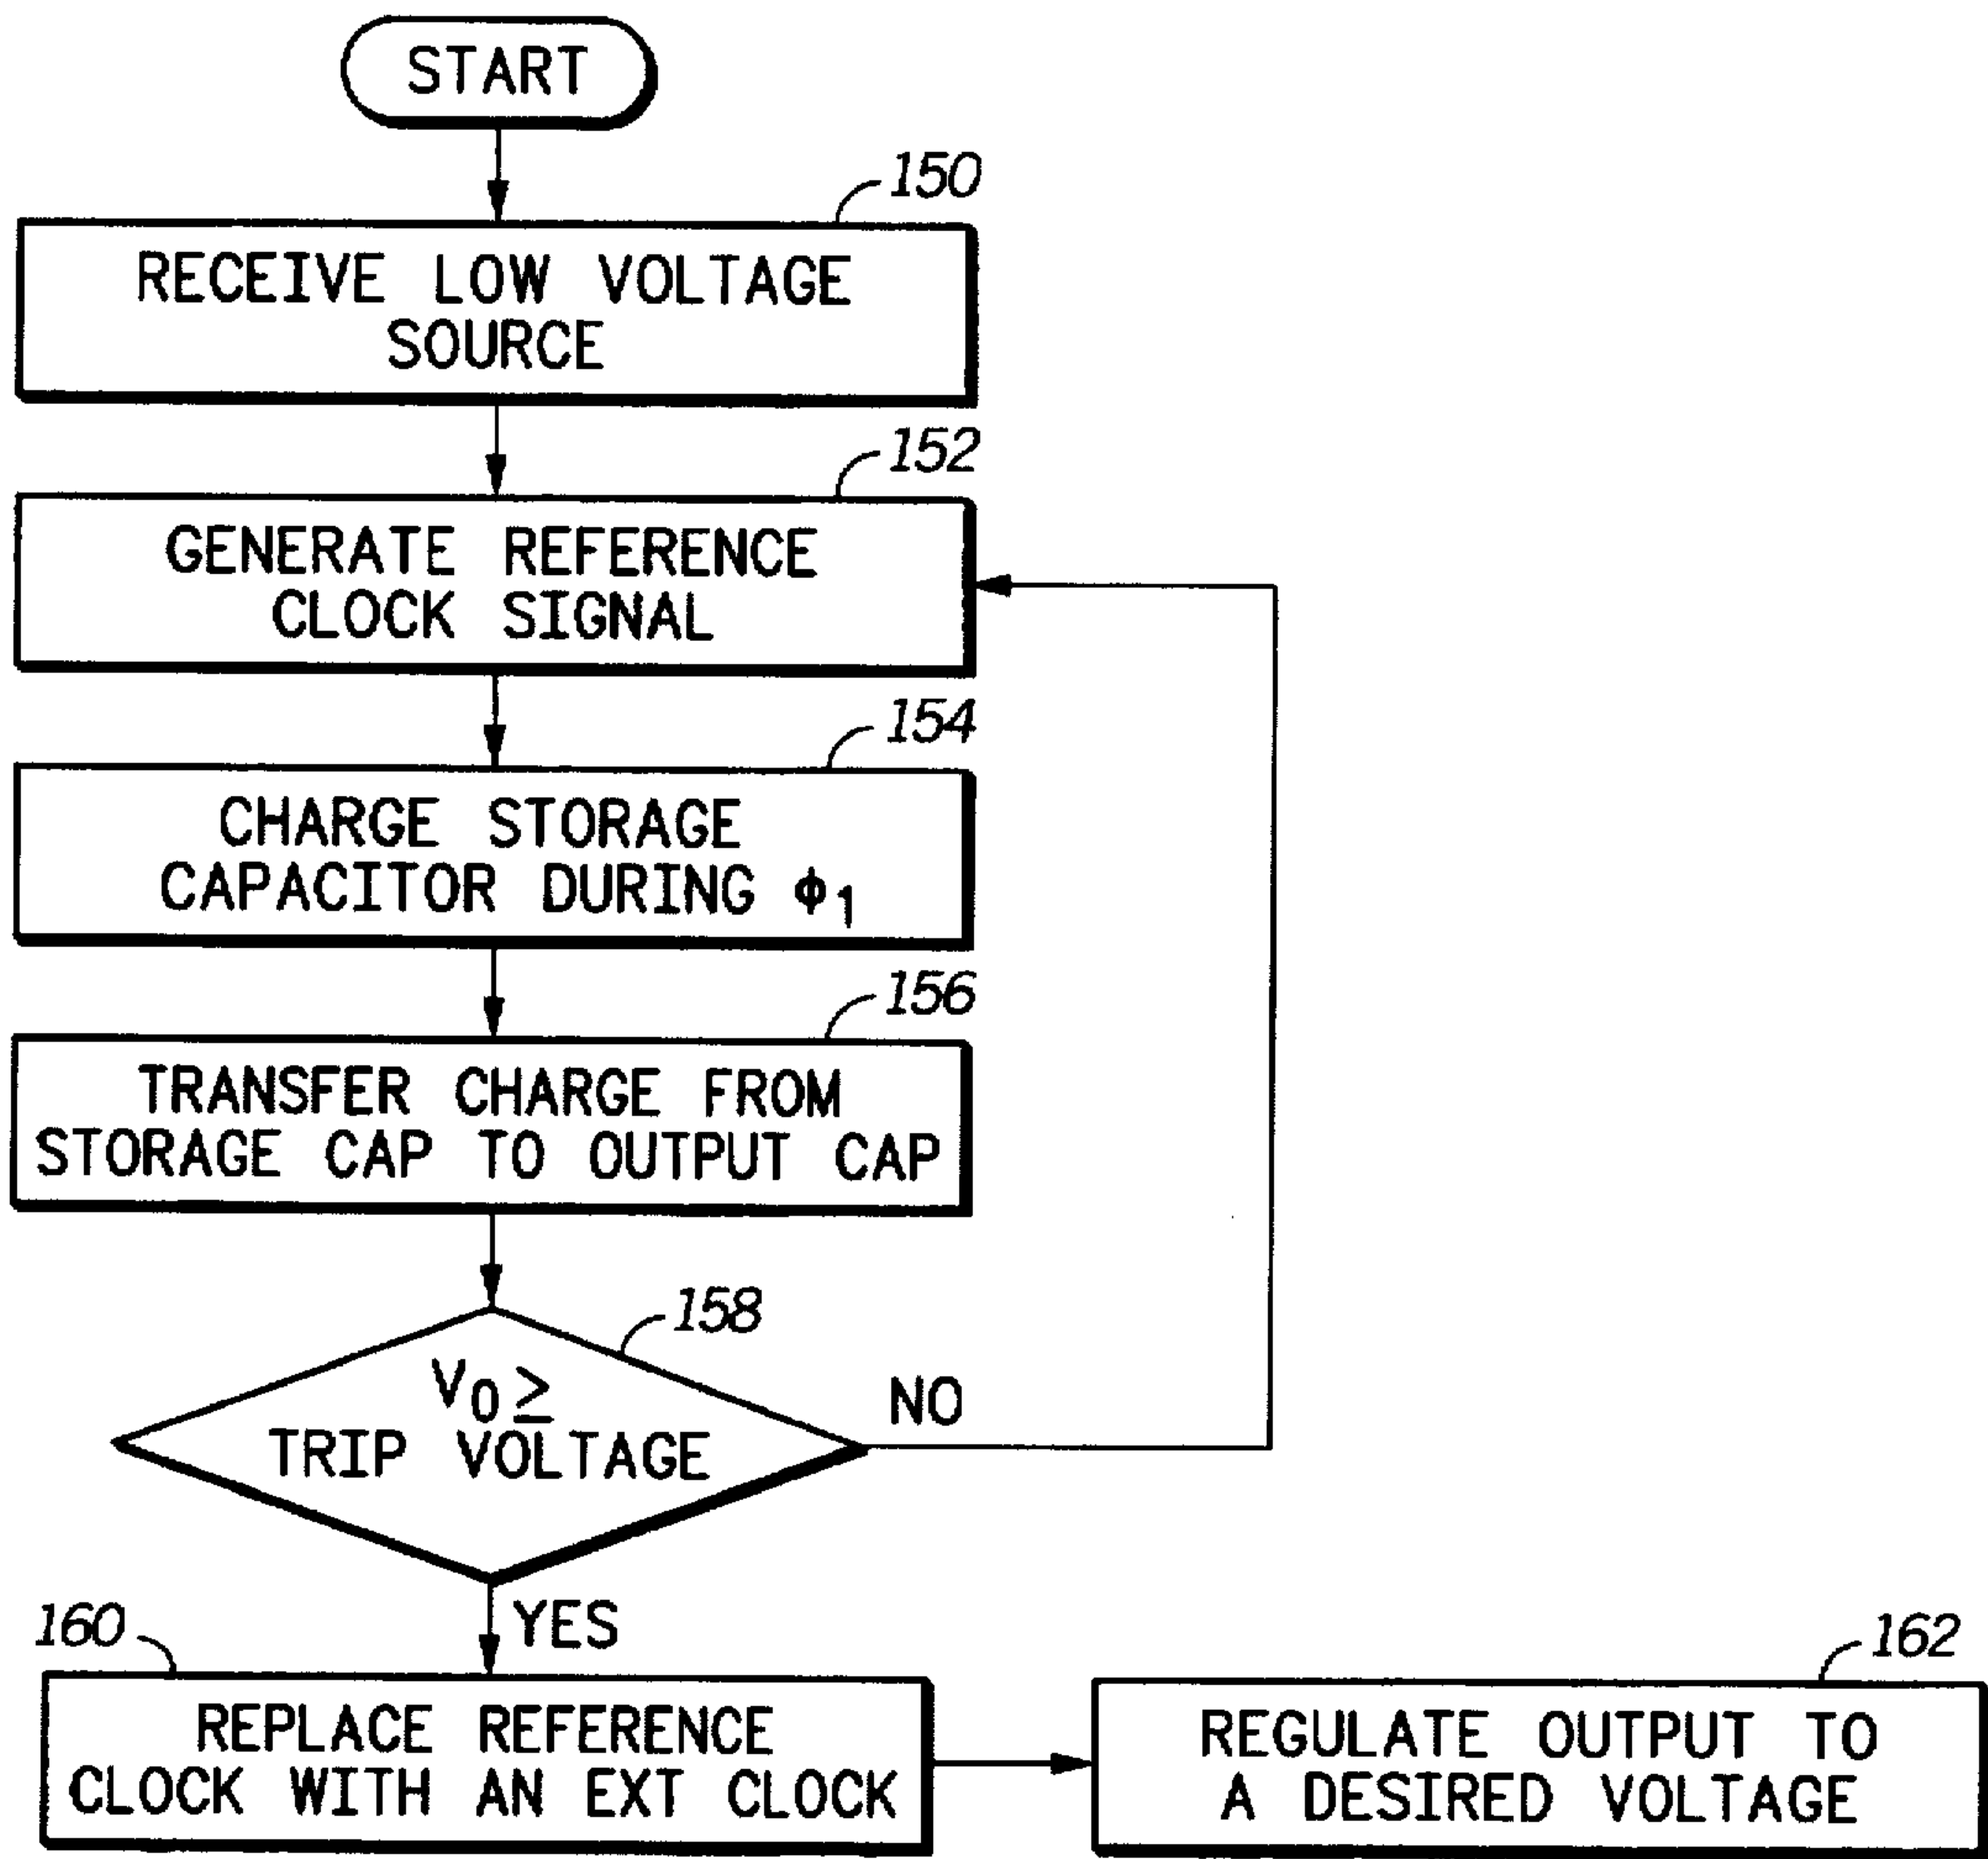 START
150
RECEIVE LOW VOLTAGE
SOURCE
152
GENERATE REFERENCE
CLOCK SIGNAL
154
CHARGE STORAGE
CAPACITOR DURING Φ1
156
TRANSFER CHARGE FROM
STORAGE CAP TO OUTPUT CAP
158
V0 ≥
TRIP VOLTAGE
NO
YES
160
REPLACE REFERENCE
CLOCK WITH AN EXT CLOCK
162
REGULATE OUTPUT TO
A DESIRED VOLTAGE